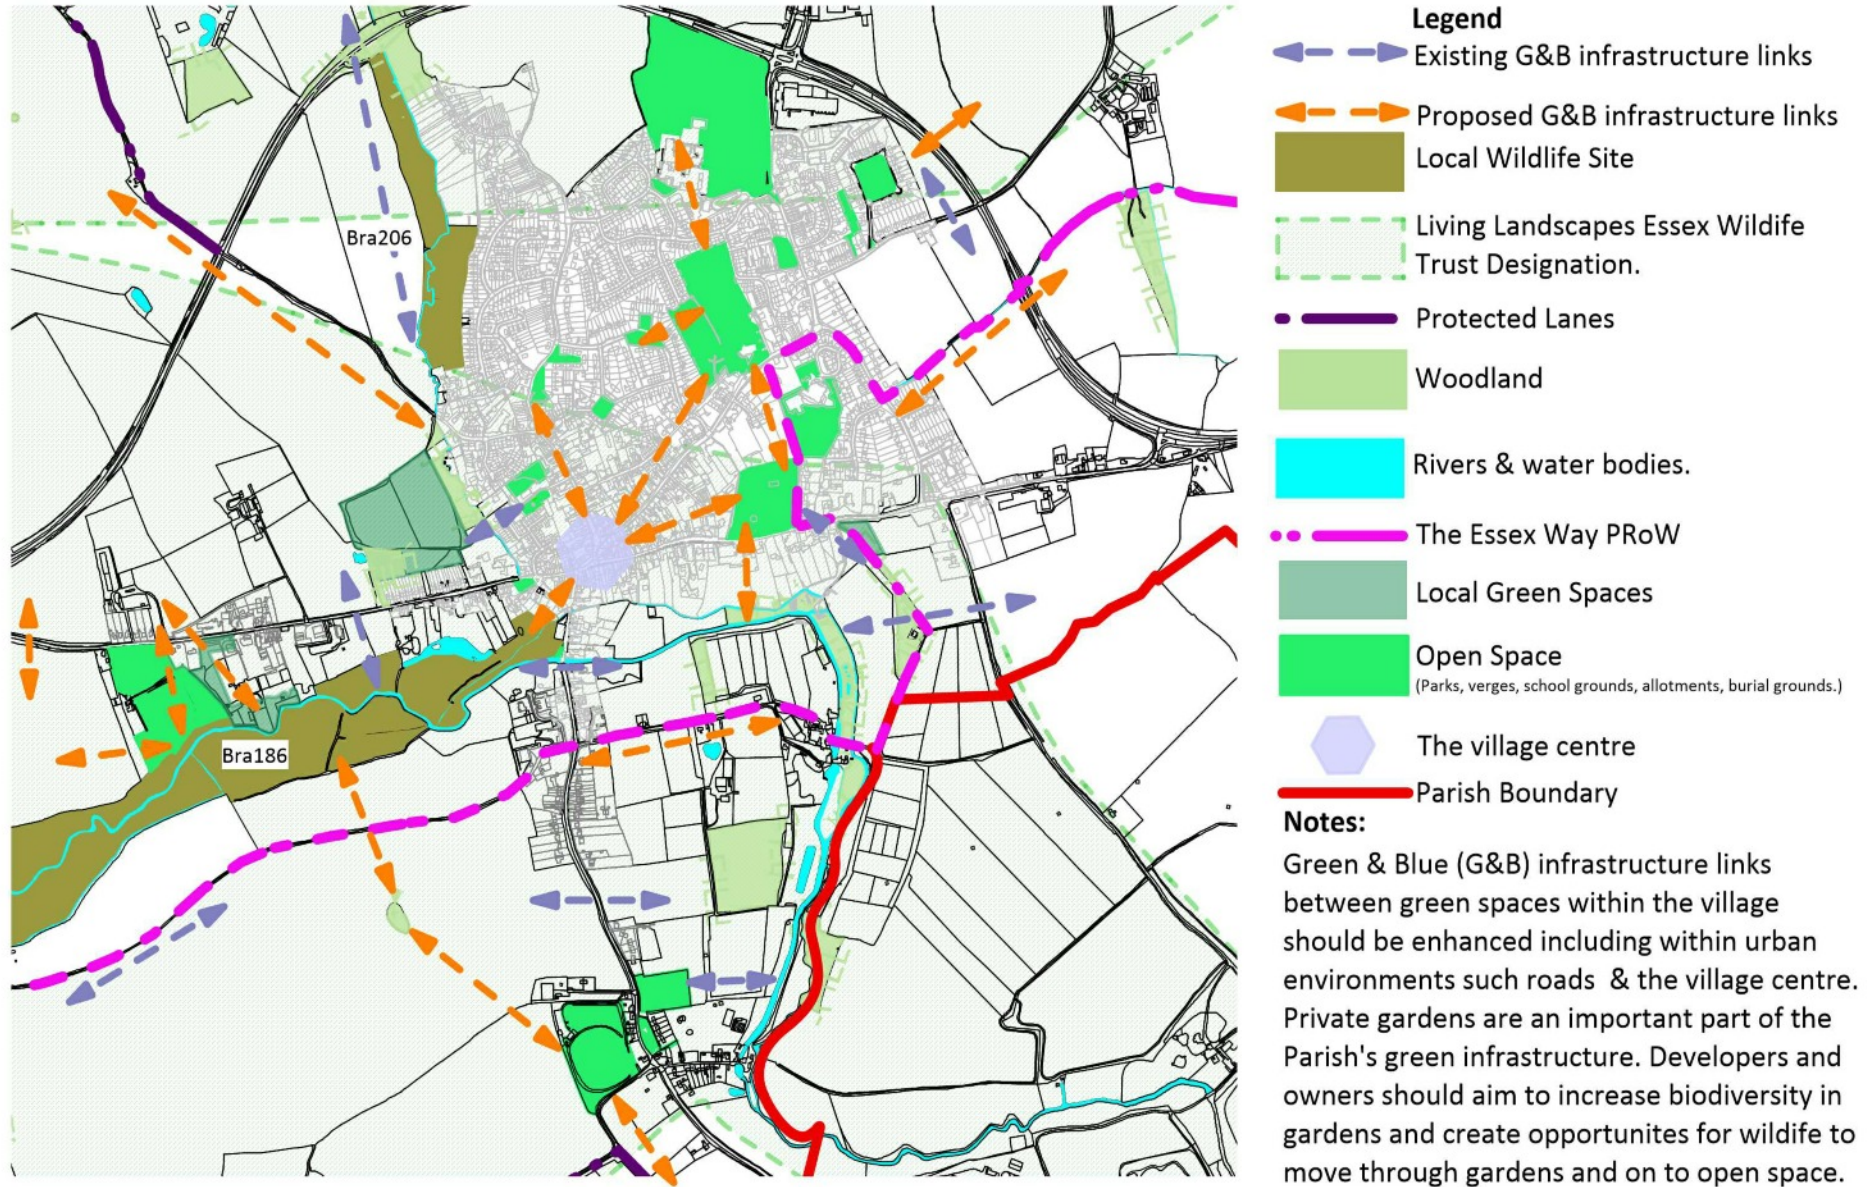 Legend
Existing G&B infrastructure links
Proposed G&B infrastructure links
Local Wildlife Site
Living Landscapes Essex Wildife
Trust Designation.
Protected Lanes
Woodland
Rivers & water bodies.
The Essex Way PRoW
Local Green Spaces
Open Space
(Parks, verges, school grounds, allotments, burial grounds.)
The village centre
Parish Boundary
Notes:
Green & Blue (G&B) infrastructure links
between green spaces within the village
should be enhanced including within urban
environments such roads & the village centre.
Private gardens are an important part of the
Parish's green infrastructure. Developers and
owners should aim to increase biodiversity in
gardens and create opportunites for wildife to
move through gardens and on to open space.
Bra206
Bra186